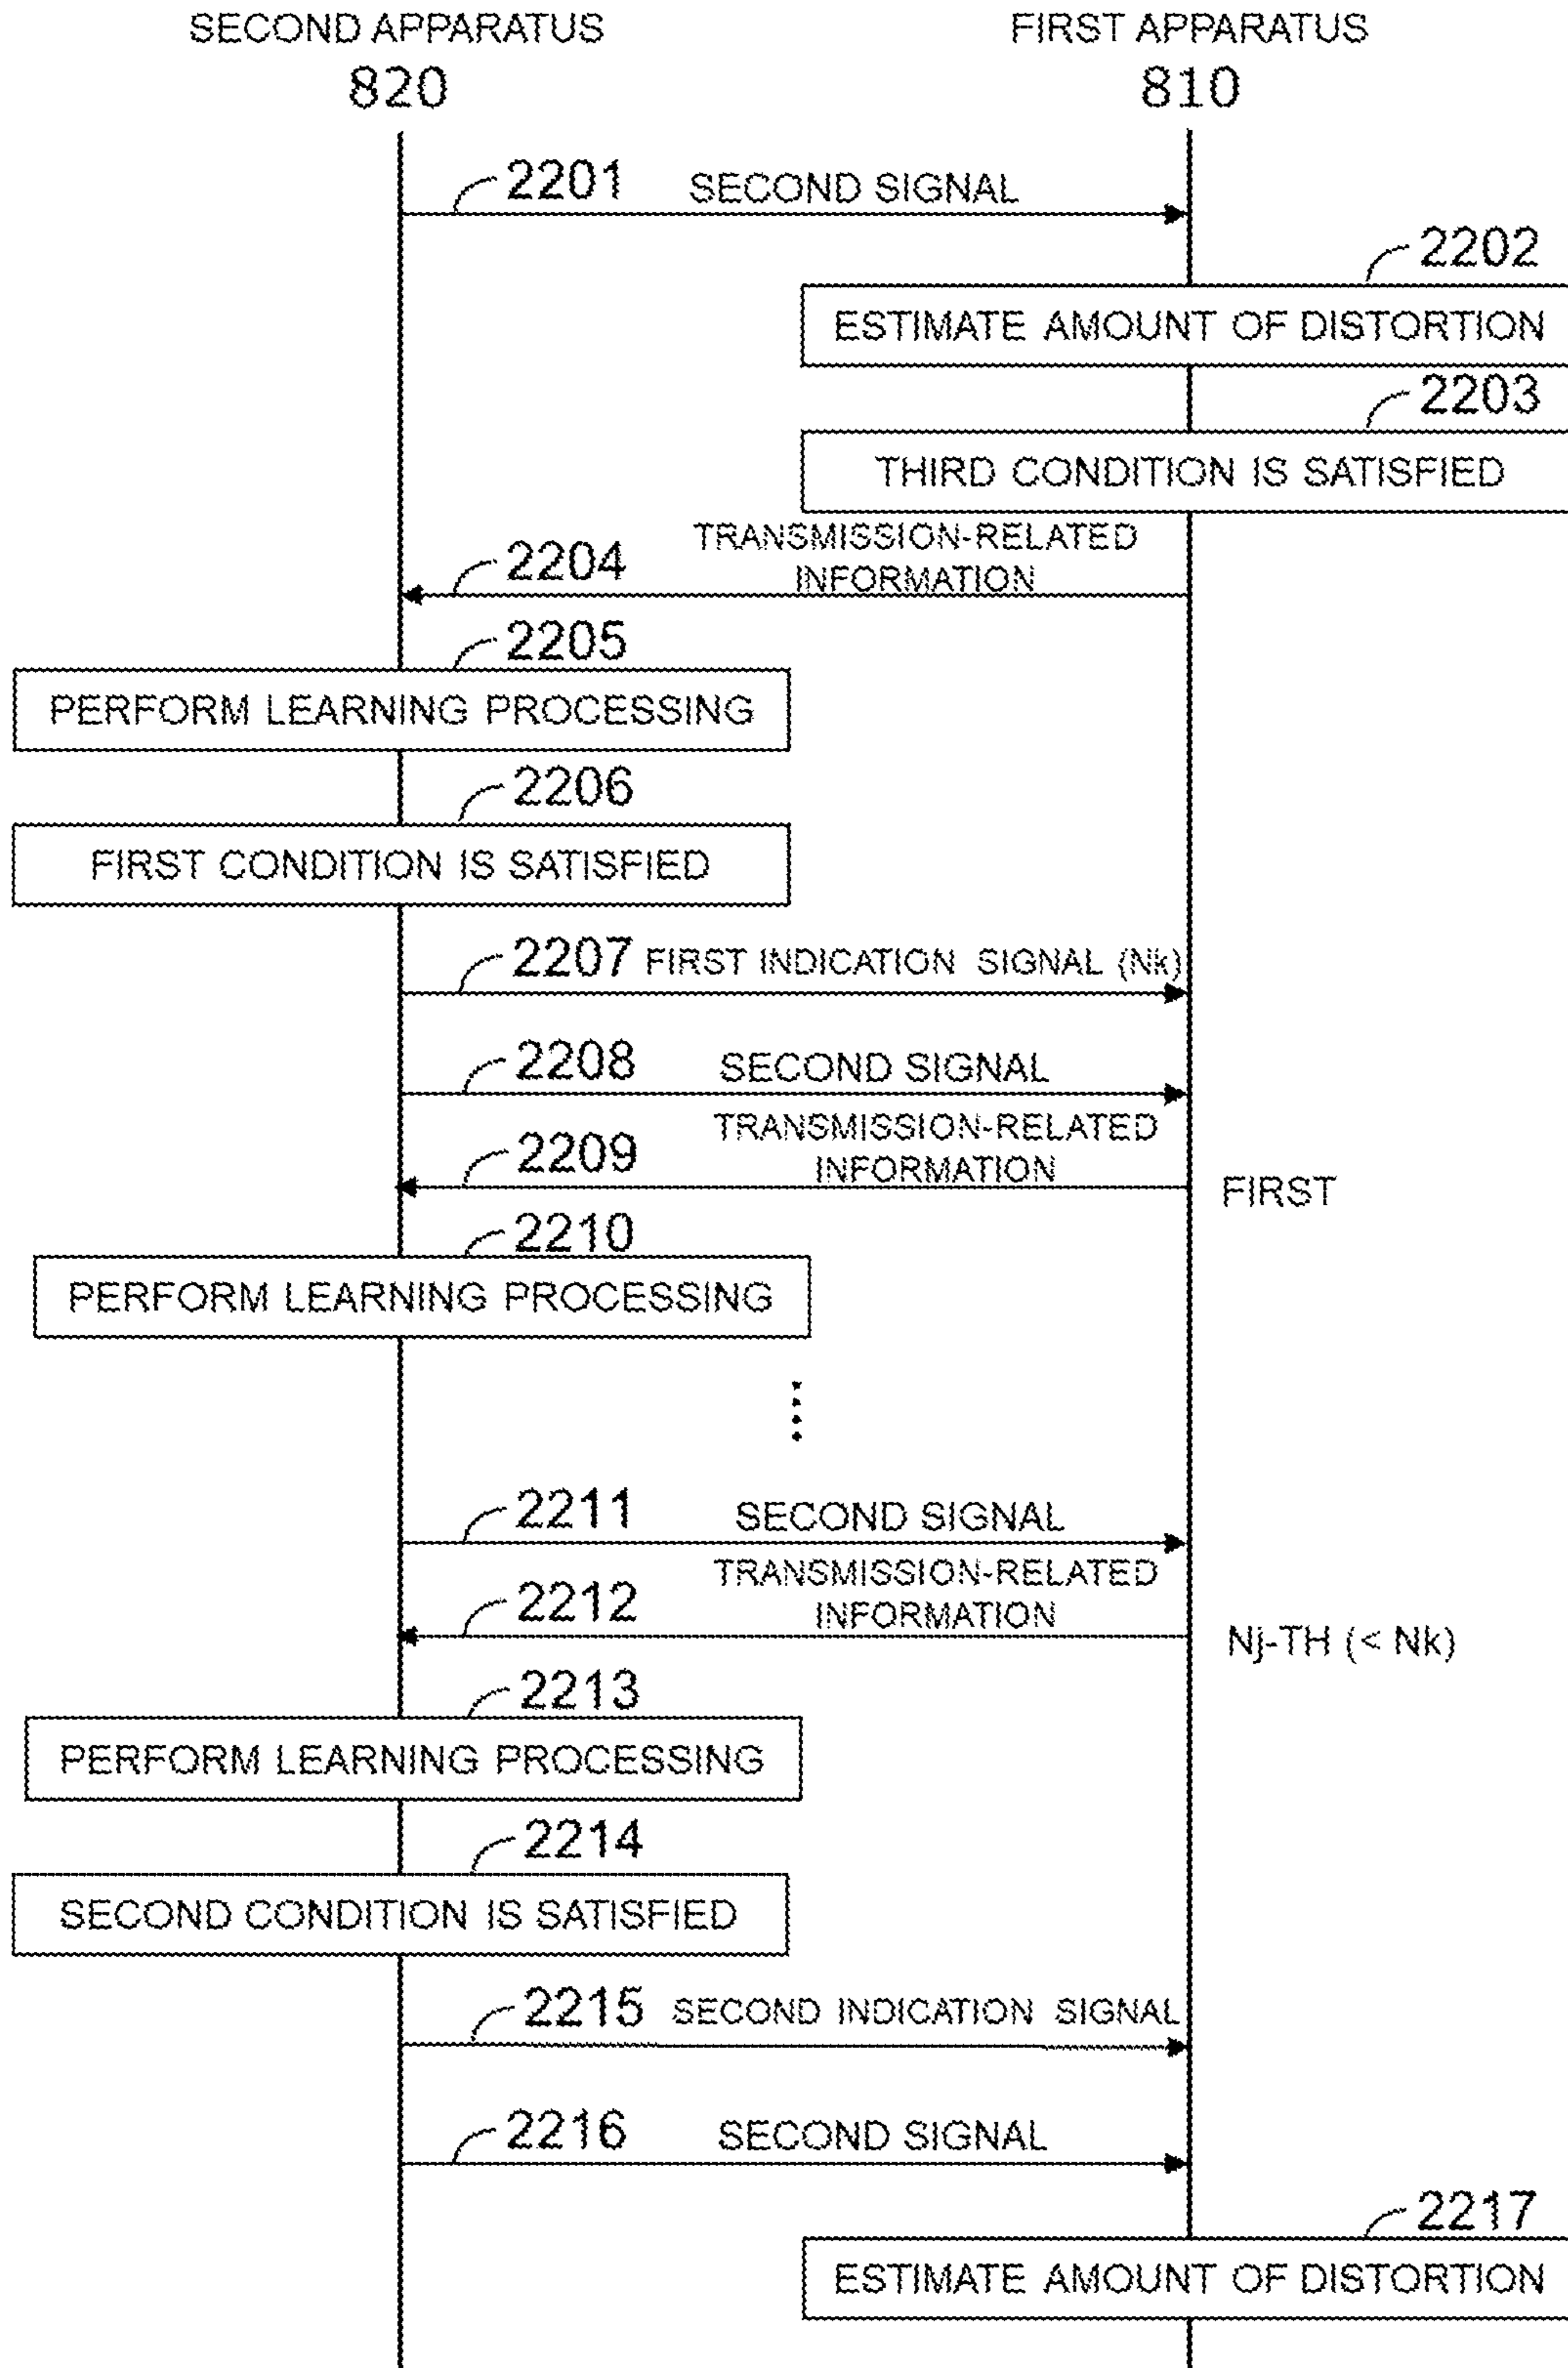 SECOND APPARATUS
820
FIRST APPARATUS
810
2201
SECOND SIGNAL
2202
ESTIMATE AMOUNT OF DISTORTION
2203
THIRD CONDITION IS SATISFIED
2204
TRANSMISSION-RELATED
INFORMATION
2205
PERFORM LEARNING PROCESSING
2206
FIRST CONDITION IS SATISFIED
2207
FIRST INDICATION SIGNAL (Nk)
2208
SECOND SIGNAL
2209
TRANSMISSION-RELATED
INFORMATION
FIRST
2210
PERFORM LEARNING PROCESSING
2211
SECOND SIGNAL
2212
TRANSMISSION-RELATED
INFORMATION
Nj-TH (< Nk)
2213
PERFORM LEARNING PROCESSING
2214
SECOND CONDITION IS SATISFIED
2215
SECOND INDICATION SIGNAL
2216
SECOND SIGNAL
2217
ESTIMATE AMOUNT OF DISTORTION